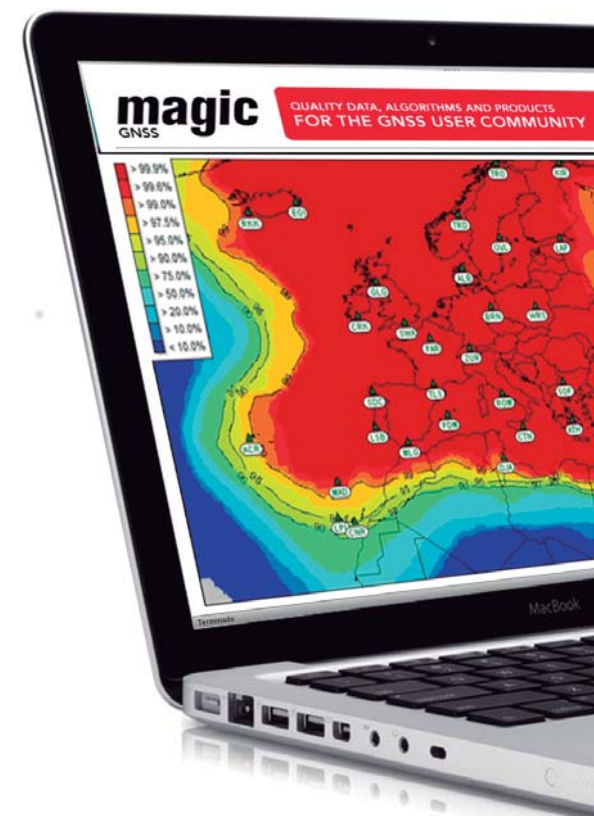 magic
GNSS
QUALITY DATA, ALGORITHMS AND PRODUCTS
FOR THE GNSS USER COMMUNITY
> 99.9%
> 99.6%
> 99.0%
> 97.5%
> 95.0%
> 90.0%
> 75.0%
> 50.0%
> 20.0%
> 10.0%
< 10.0%
TRO
KIR
RKK
EGI
TRD
GVL
LAP
ALB
GLG
CRK
SWK
BRN
WRS
PAR
ZUR
SDC
TLS
ROM
SOF
LSB
PDM
CTN
ATH
MLG
DJA
ACR
MAD
LPI
CNR
Terminado
MacBook